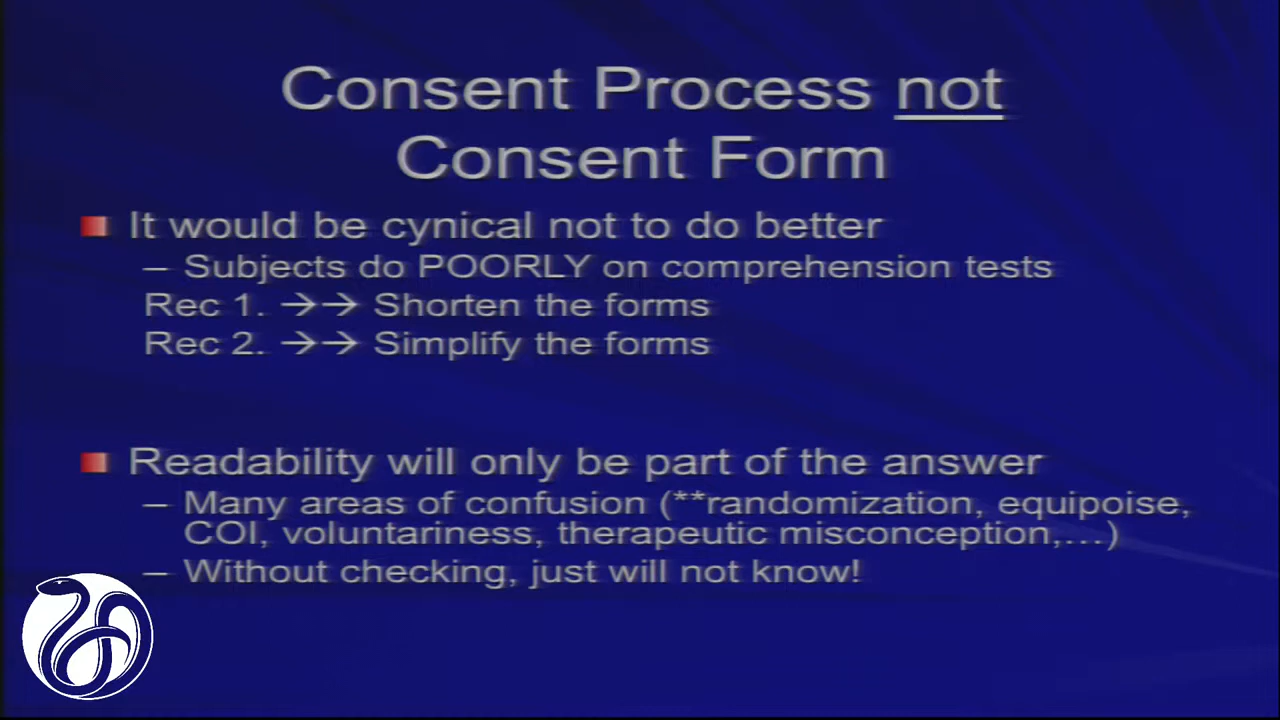 Consent Process not
Consent Form
It would be cynical not to do better
– Subjects do POORLY on comprehension tests
Rec 1. →→ Shorten the forms
Rec 2. →→ Simplify the forms
Readability will only be part of the answer
– Many areas of confusion (**randomization, equipoise,
COI, voluntariness, therapeutic misconception,…)
– Without checking, just will not know!